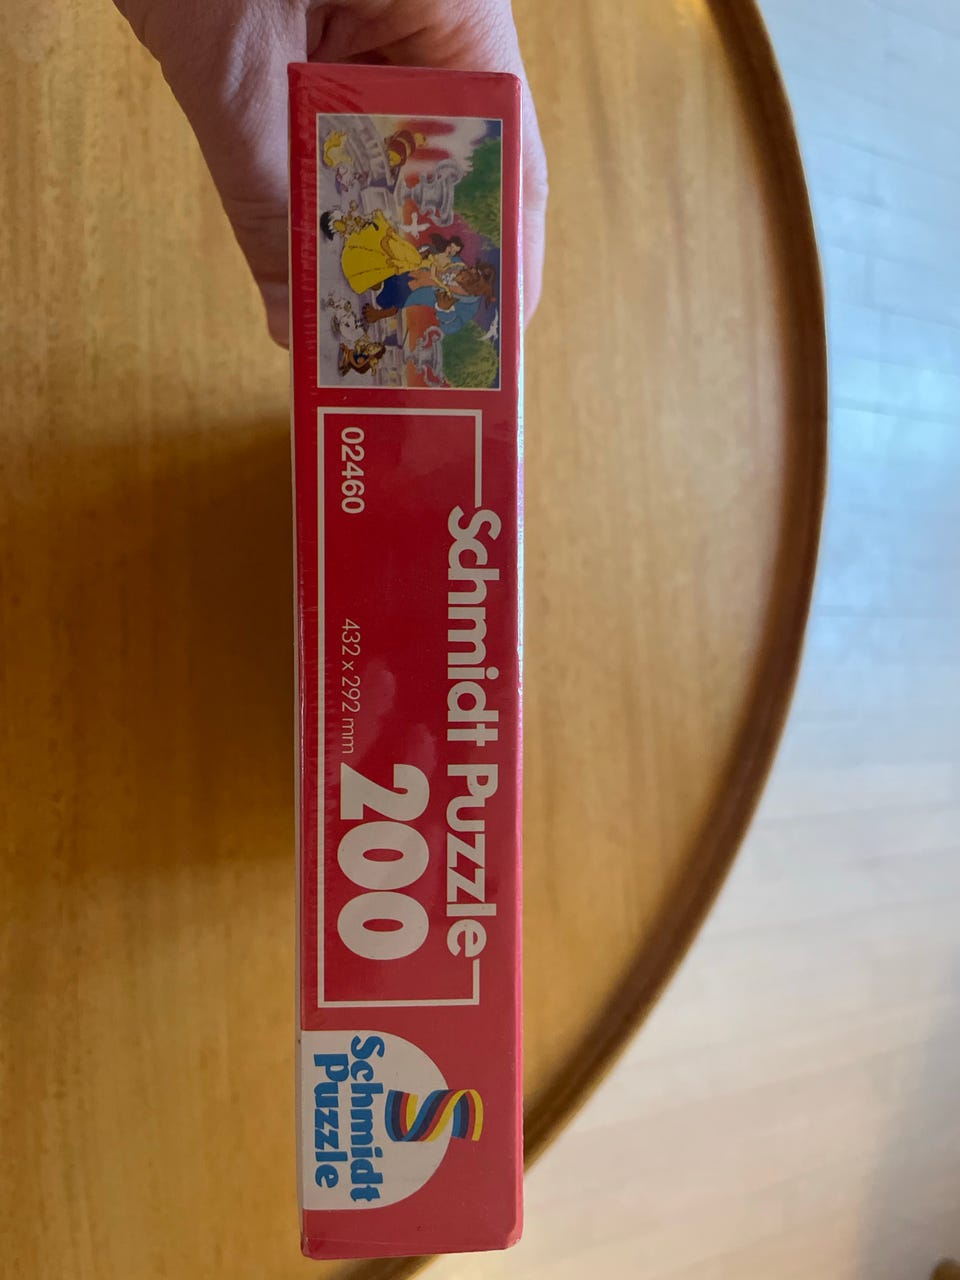 Schmidt Puzzle
02460
432 x 292 mm
200
Schmidt
Puzzle